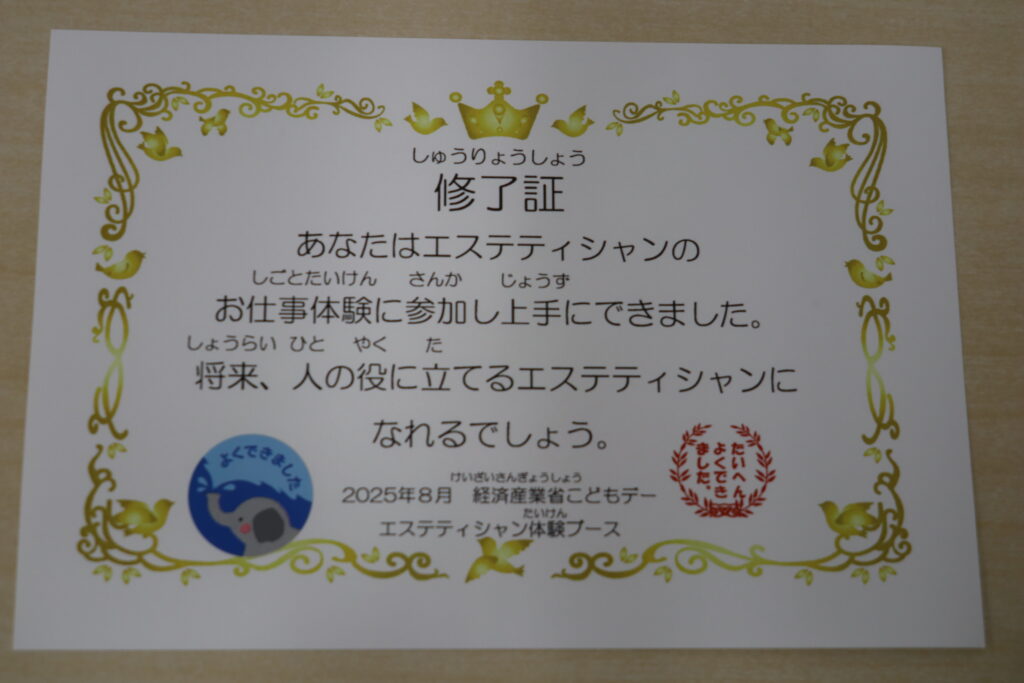 しゅうりょうしょう
修了証
あなたはエステティシャンの
しごとたいけん さんか じょうず
お仕事体験に参加し上手にできました。
しょうらい ひと やく た
将来、人の役に立てるエステティシャンに
なれるでしょう。
よくできました
たいへん
よくでき
ました。
けいざいさんぎょうしょう
2025年8月 経済産業省こどもデー
たいけん
エステティシャン体験ブース